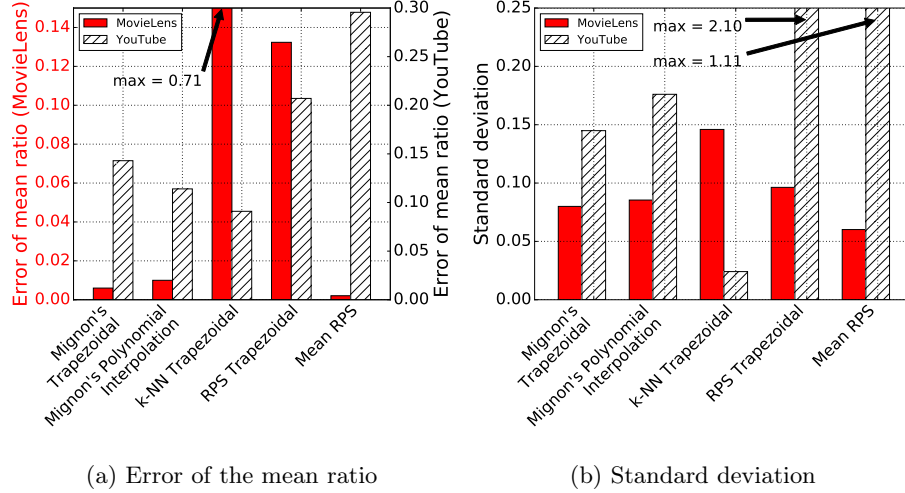 MovieLens
YouTube
max = 0.71
Error of mean ratio (MovieLens)
0.14
0.12
0.10
0.08
0.06
0.04
0.02
0.00
0.30
0.25
0.20
0.15
0.10
0.05
0.00
Error of mean ratio (YouTube)
Mignon's
Trapezoidal
Mignon's Polynomial
Interpolation
k-NN Trapezoidal
RPS Trapezoidal
Mean RPS
(a) Error of the mean ratio
MovieLens
YouTube
max = 2.10
max = 1.11
Standard deviation
0.25
0.20
0.15
0.10
0.05
0.00
Mignon's
Trapezoidal
Mignon's Polynomial
Interpolation
k-NN Trapezoidal
RPS Trapezoidal
Mean RPS
(b) Standard deviation